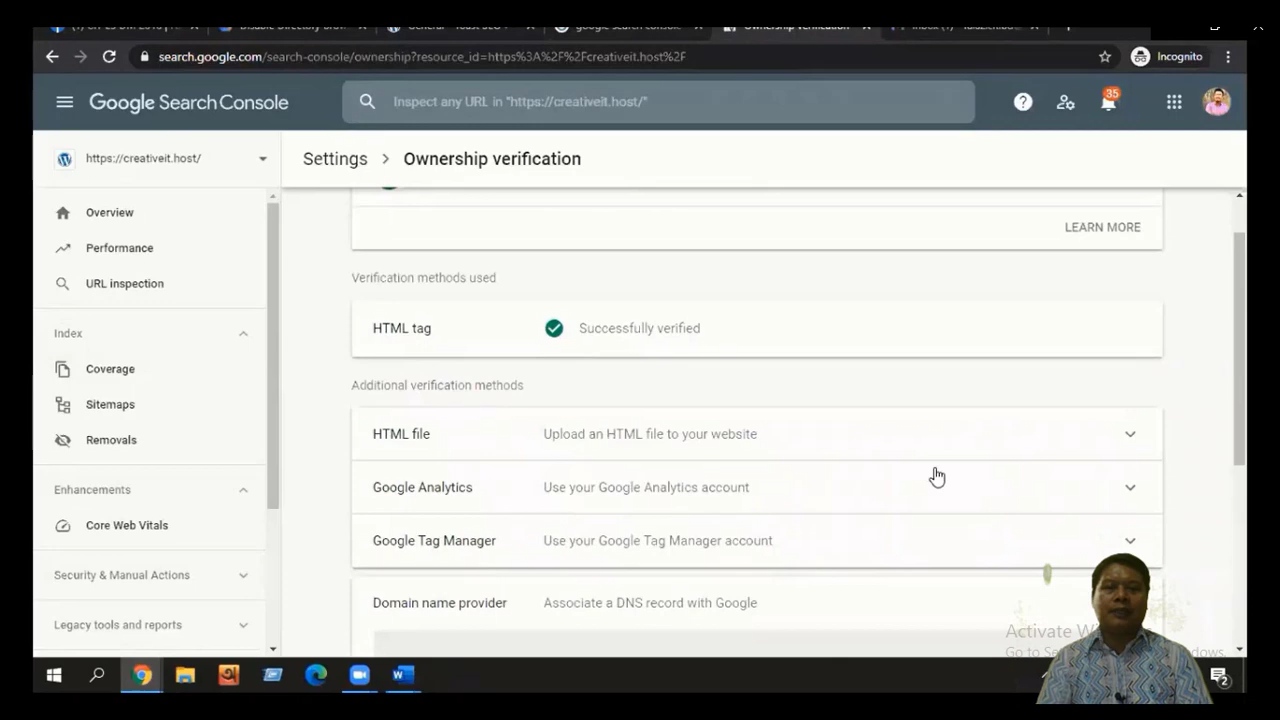 Ownership verification
search.google.com/search-console/ownership?resource_id=https%3A%2F%2Fcreativeit.host%2F
Incognito
Google Search Console
Inspect any URL in "https://creativeit.host/"
35
https://creativeit.host/
Settings > Ownership verification
Overview
Performance
URL inspection
Index
Coverage
Sitemaps
Removals
Enhancements
Core Web Vitals
Security & Manual Actions
Legacy tools and reports
LEARN MORE
Verification methods used
HTML tag
Successfully verified
Additional verification methods
HTML file
Upload an HTML file to your website
Google Analytics
Use your Google Analytics account
Google Tag Manager
Use your Google Tag Manager account
Domain name provider
Associate a DNS record with Google
Activate
Go to
2